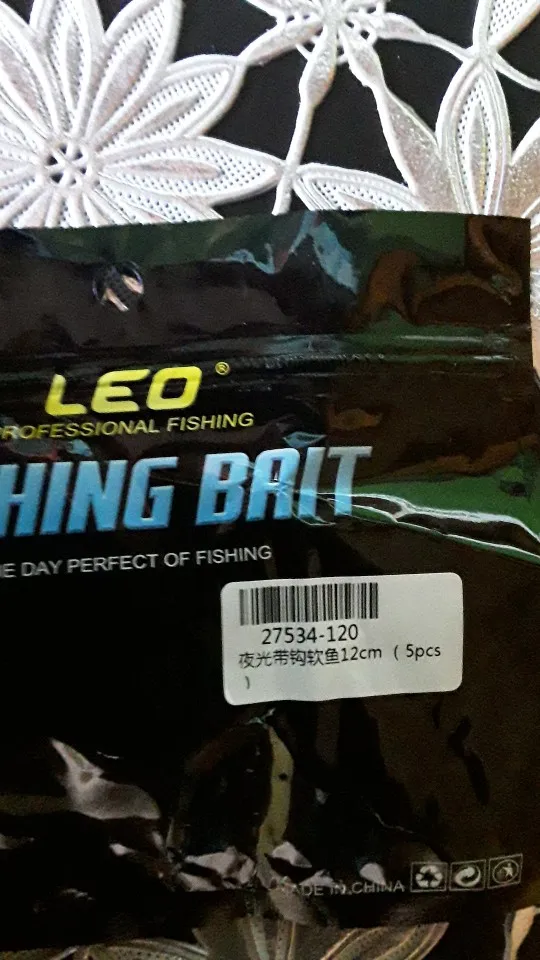 LEO®
PROFESSIONAL FISHING
HING BAIT
E DAY PERFECT OF FISHING
27534-120
夜光带钩软鱼12cm ( 5pcs
)
MADE IN CHINA